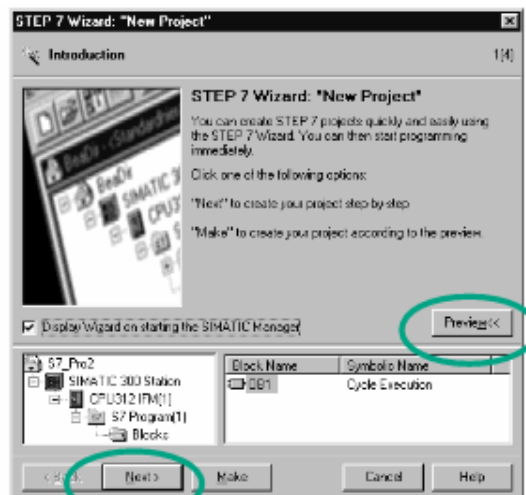 STEP 7 Wizard: "New Project"
Introduction 1(4)
STEP 7 Wizard: "New Project"
You can create STEP 7 projects quickly and easily using
the STEP 7 Wizard. You can then start programming
immediately.
Click one of the following options:
"Next" to create your project step by step
"Make" to create your project according to the preview.
Display Wizard on starting the SIMATIC Manager
Preview<<
S7_Pro2
SIMATIC 300 Station
CPU312 IFM(1)
S7 Program(1)
Blocks
Block Name Symbolic Name
OB1 Cycle Execution
< Back Next > Make Cancel Help
SIMATIC 3
CPU3